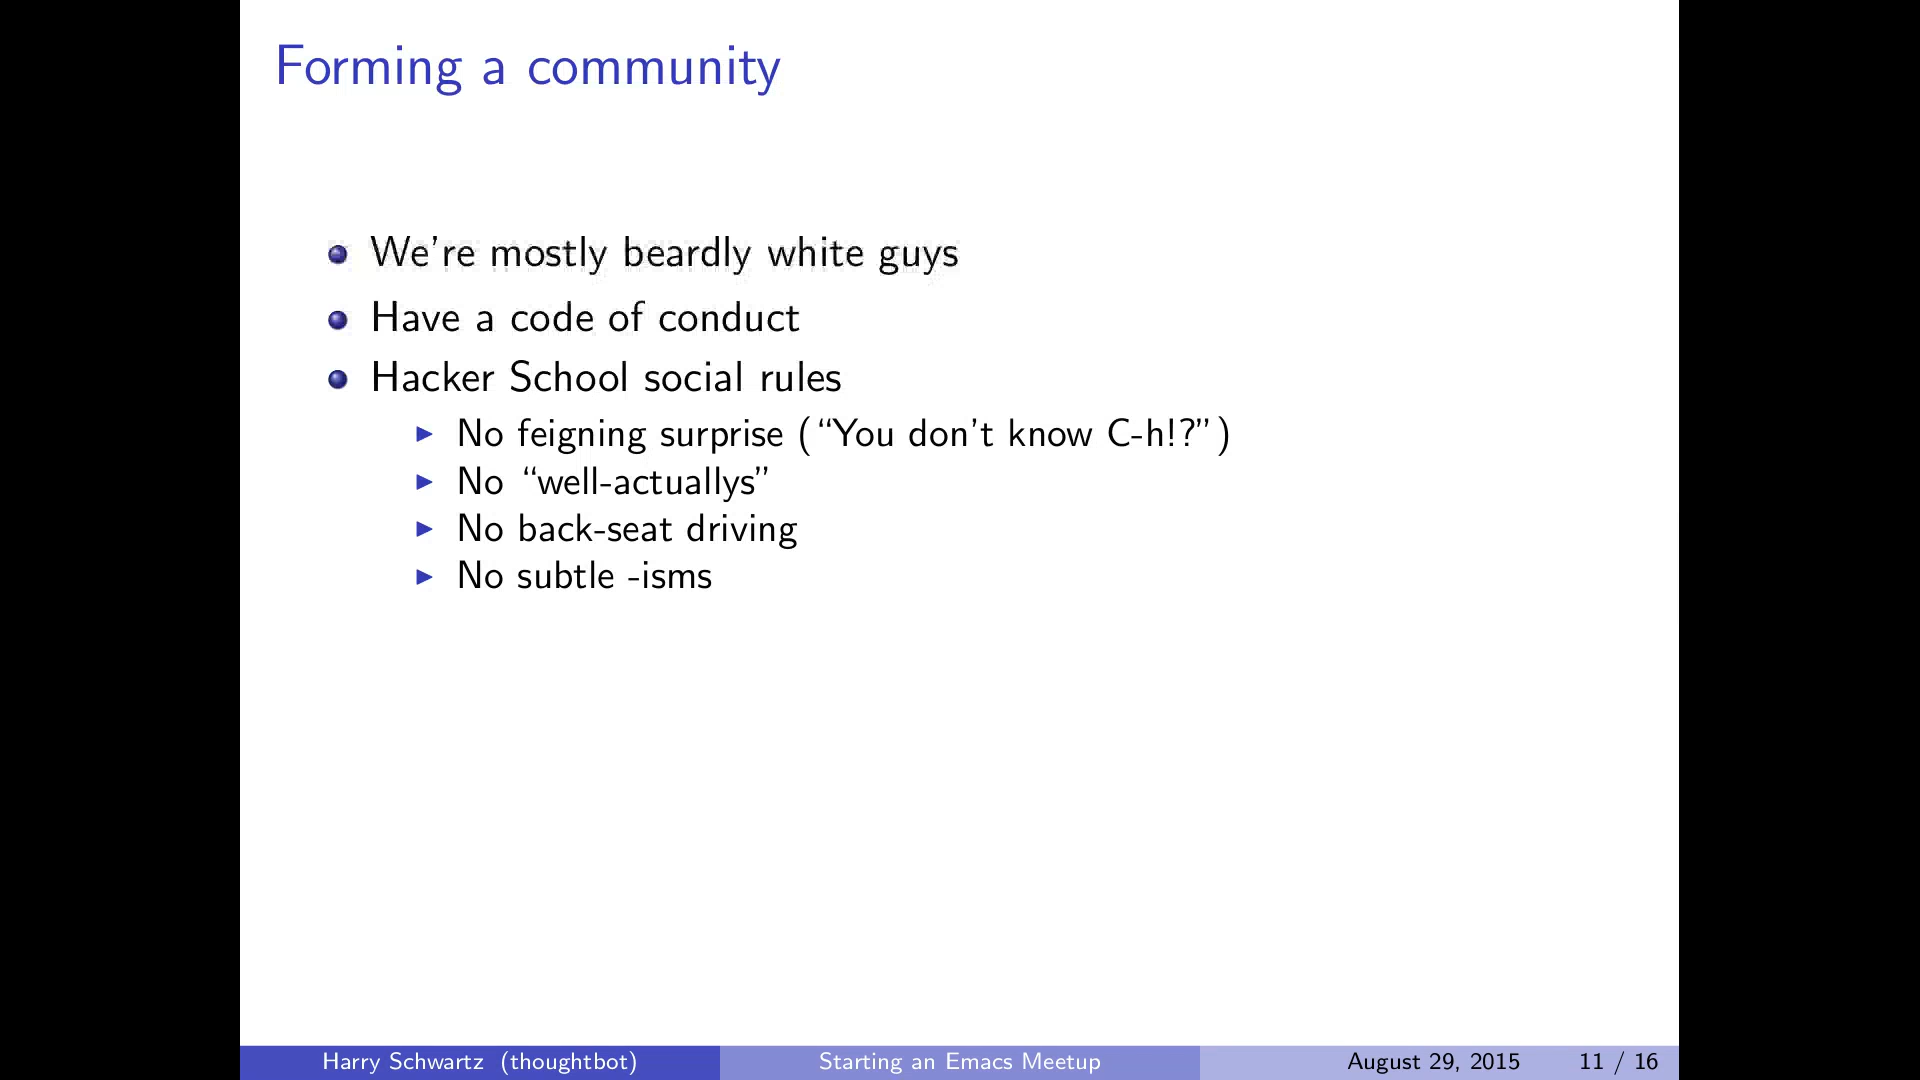 Forming a community
We're mostly beardly white guys
Have a code of conduct
Hacker School social rules
No feigning surprise (“You don't know C-h!?”)
No “well-actuallys”
No back-seat driving
No subtle -isms
Harry Schwartz (thoughtbot) Starting an Emacs Meetup August 29, 2015 11 / 16